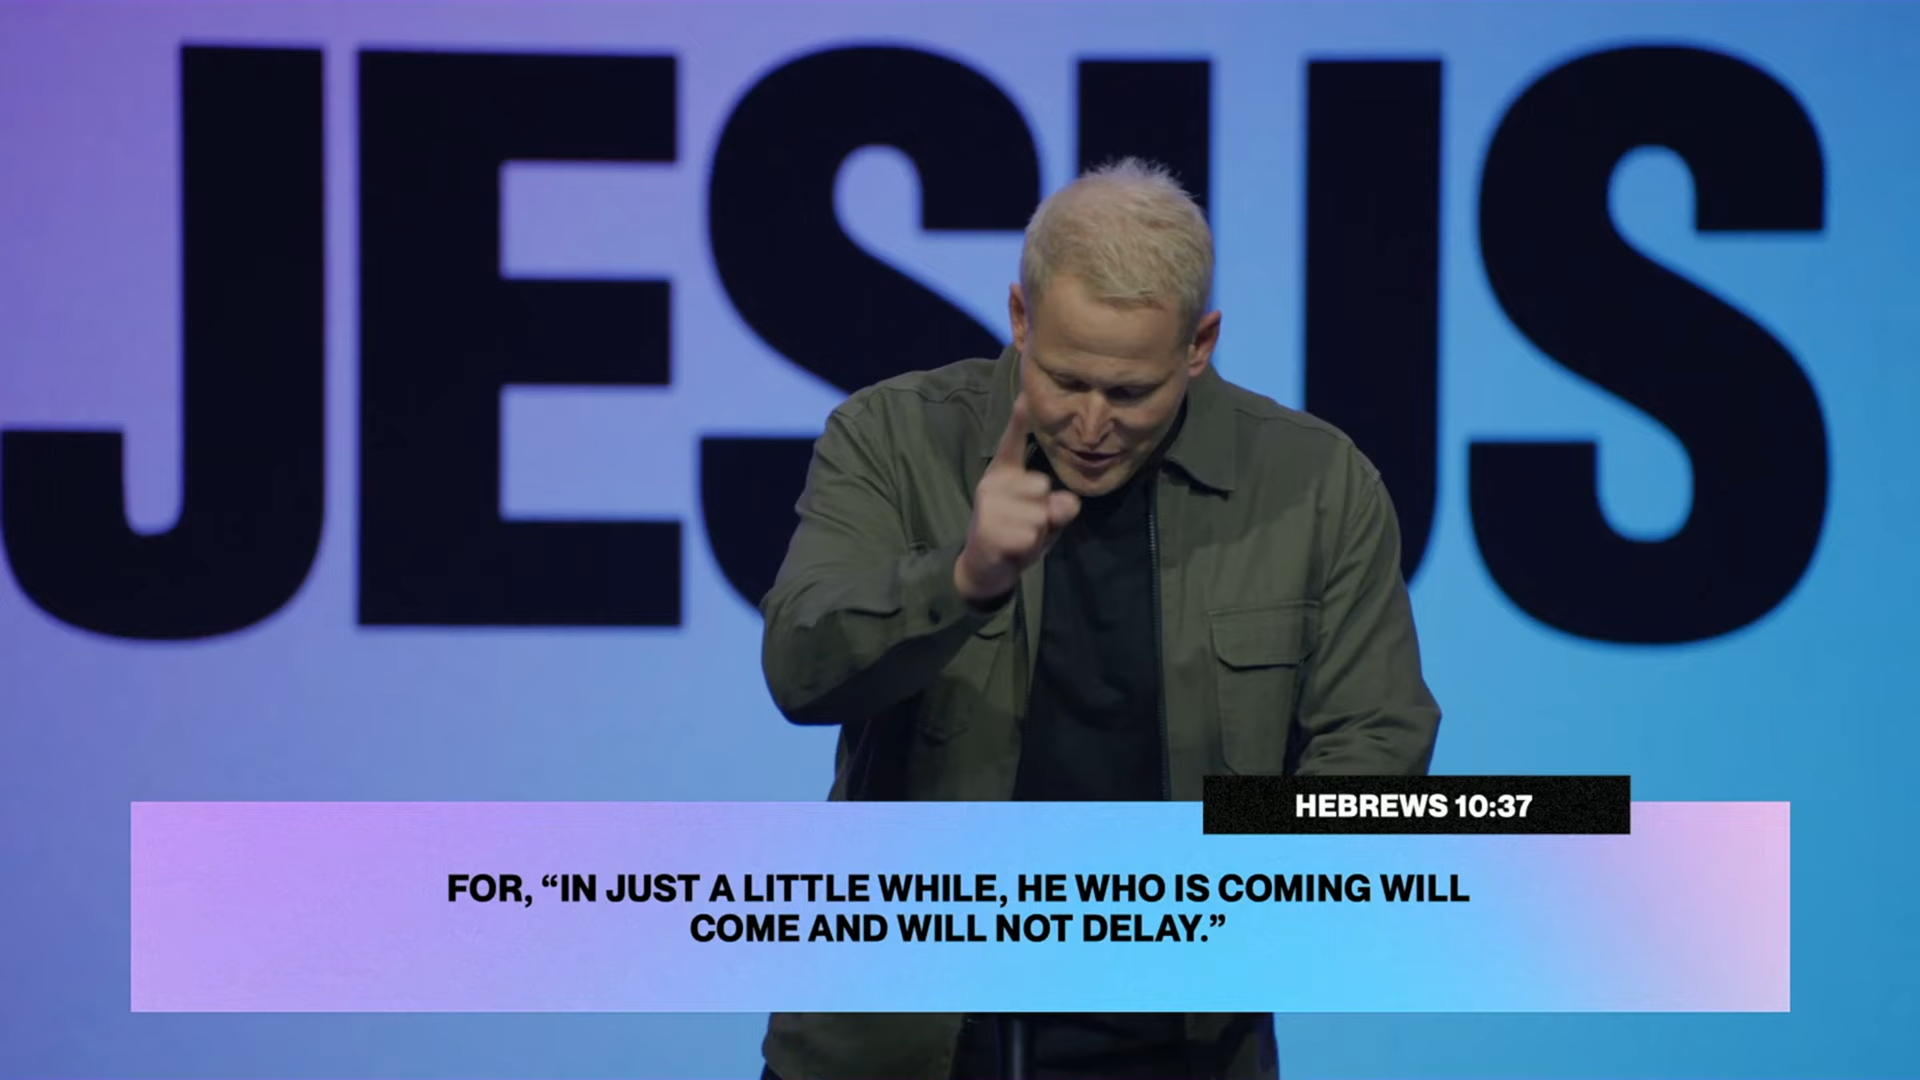 JESUS
HEBREWS 10:37
FOR, “IN JUST A LITTLE WHILE, HE WHO IS COMING WILL
COME AND WILL NOT DELAY.”